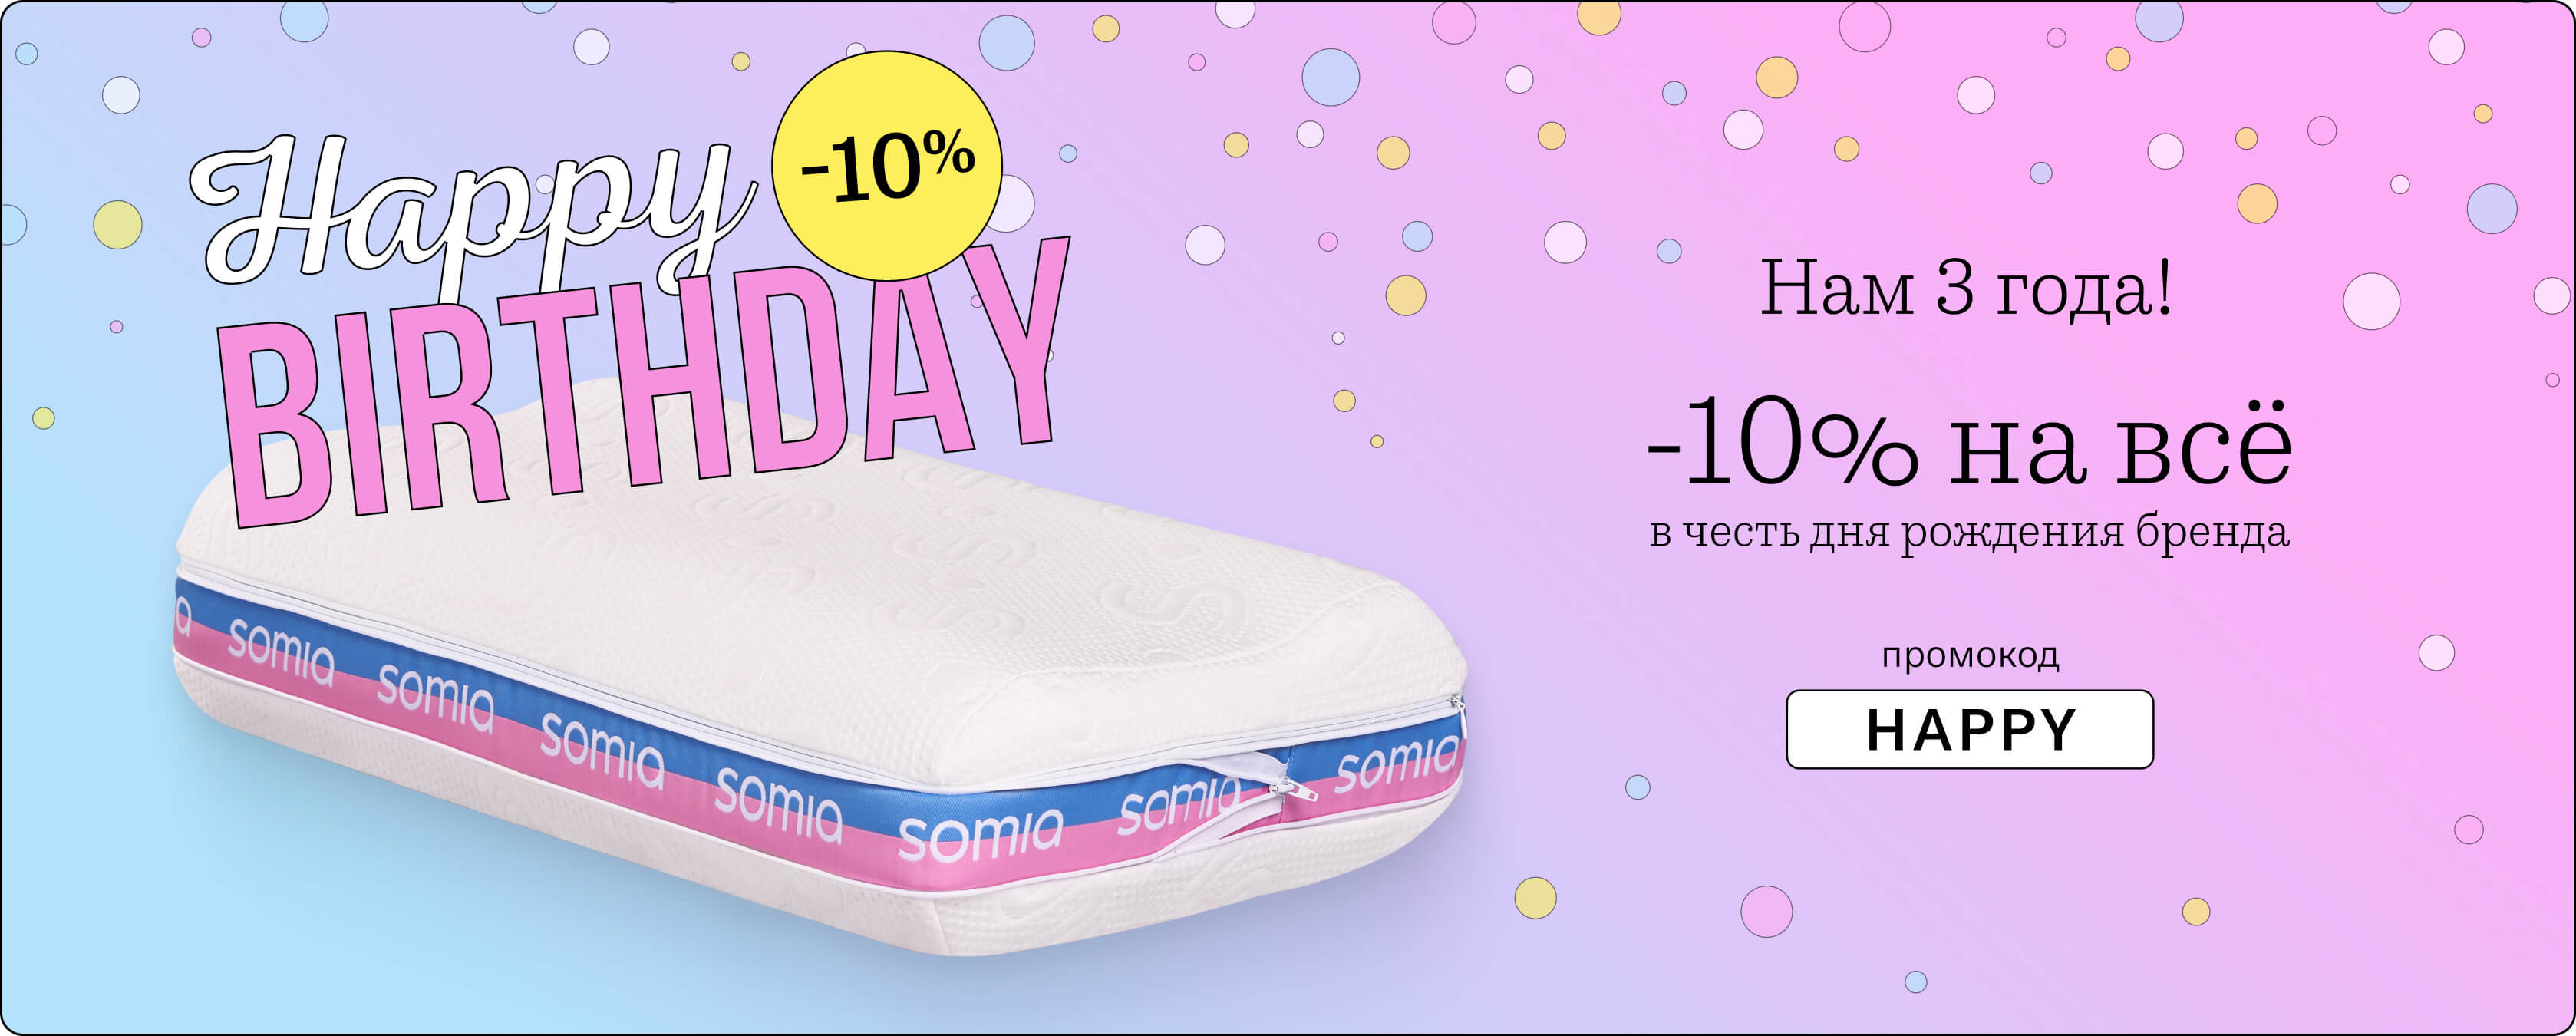 Happy
-10%
BIRTHDAY
somia somia somia somia somia somia somia
Нам 3 года!
-10% на всё
в честь дня рождения бренда
промокод
HAPPY